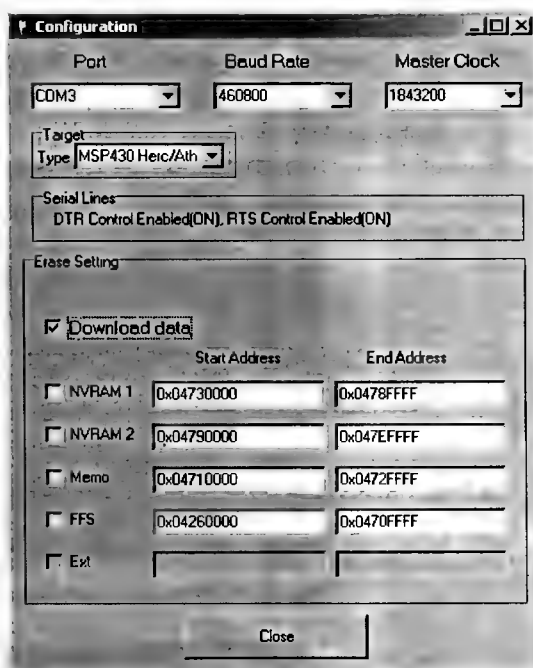 Configuration
Port Baud Rate Master Clock
COM3 460800 1843200
Target
Type MSP430 Herc/Ath
Serial Lines
DTR Control Enabled(ON), RTS Control Enabled(ON)
Erase Setting
Download data
Start Address End Address
NVRAM 1 0x04730000 0x0478FFFF
NVRAM 2 0x04790000 0x047EFFFF
Memo 0x04710000 0x0472FFFF
FFS 0x04260000 0x0470FFFF
Ext
Close